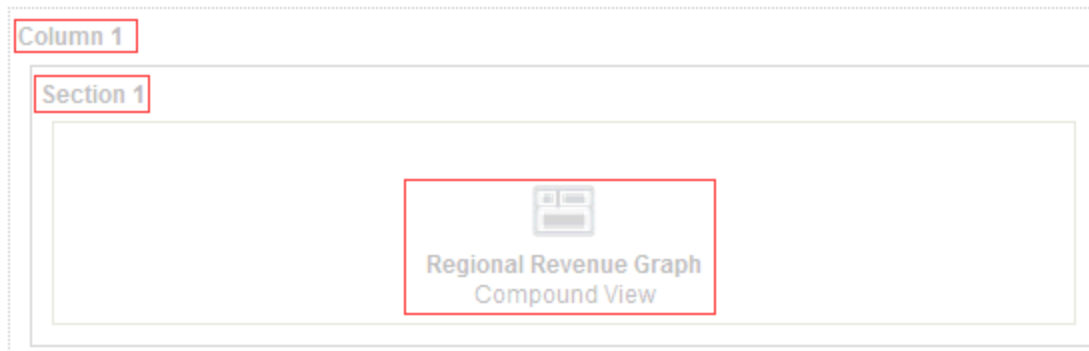 Column 1
Section 1
Regional Revenue Graph
Compound View